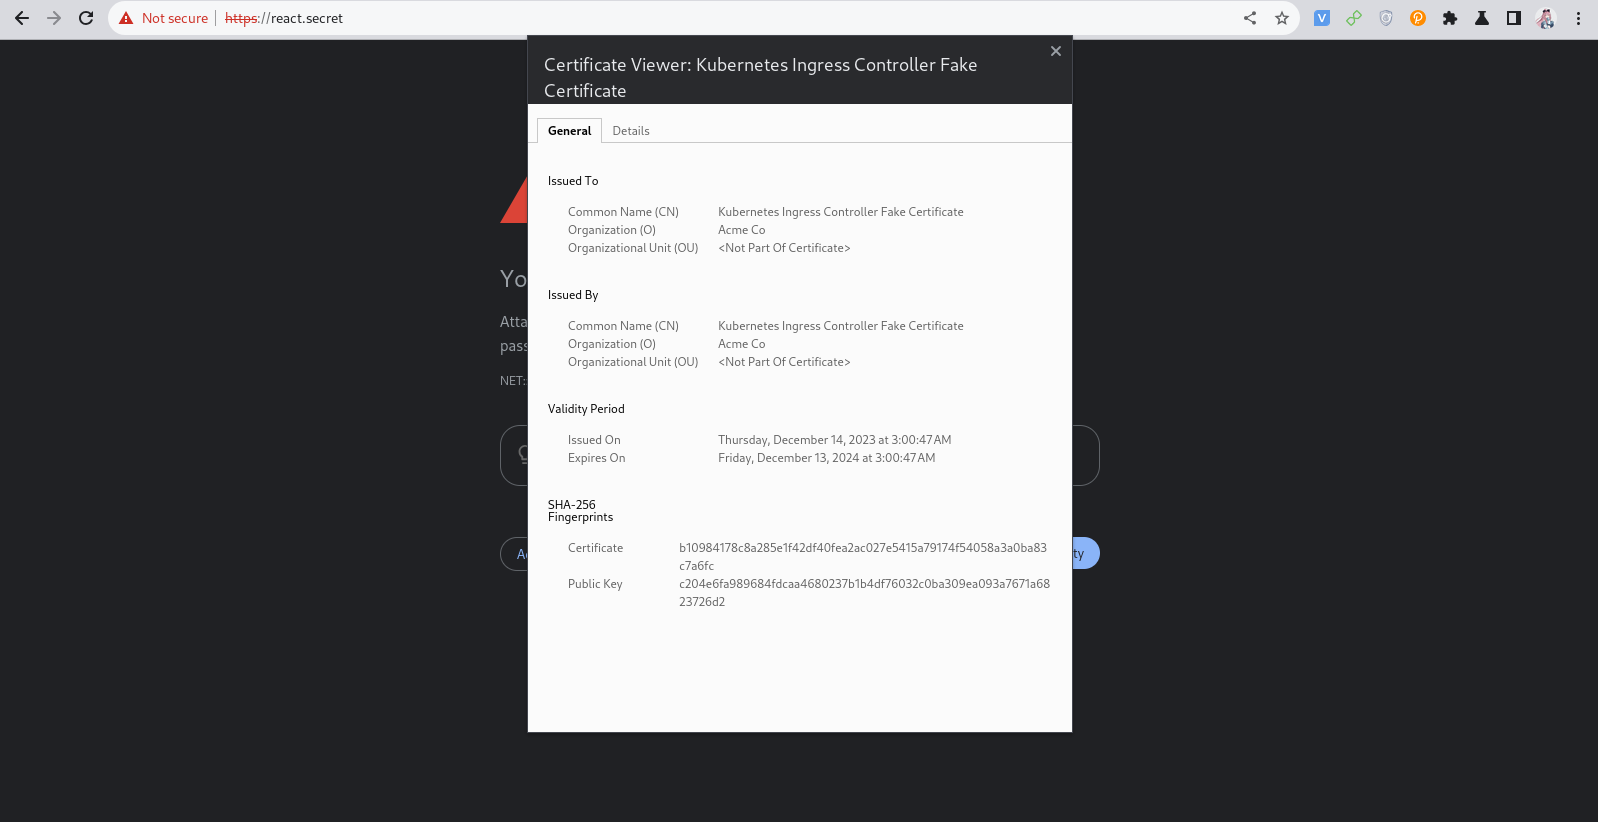 Not secure
https://react.secret
Certificate Viewer: Kubernetes Ingress Controller Fake
Certificate
General
Details
Issued To
Common Name (CN) Kubernetes Ingress Controller Fake Certificate
Organization (O) Acme Co
Organizational Unit (OU) <Not Part Of Certificate>
Issued By
Common Name (CN) Kubernetes Ingress Controller Fake Certificate
Organization (O) Acme Co
Organizational Unit (OU) <Not Part Of Certificate>
Validity Period
Issued On Thursday, December 14, 2023 at 3:00:47 AM
Expires On Friday, December 13, 2024 at 3:00:47 AM
SHA-256
Fingerprints
Certificate b10984178c8a285e1f42df40fea2ac027e5415a79174f54058a3a0ba83
c7a6fc
Public Key c204e6fa989684fdcaa4680237b1b4df76032c0ba309ea093a7671a68
23726d2
Yo
Atta
pass
NET:
A
ty